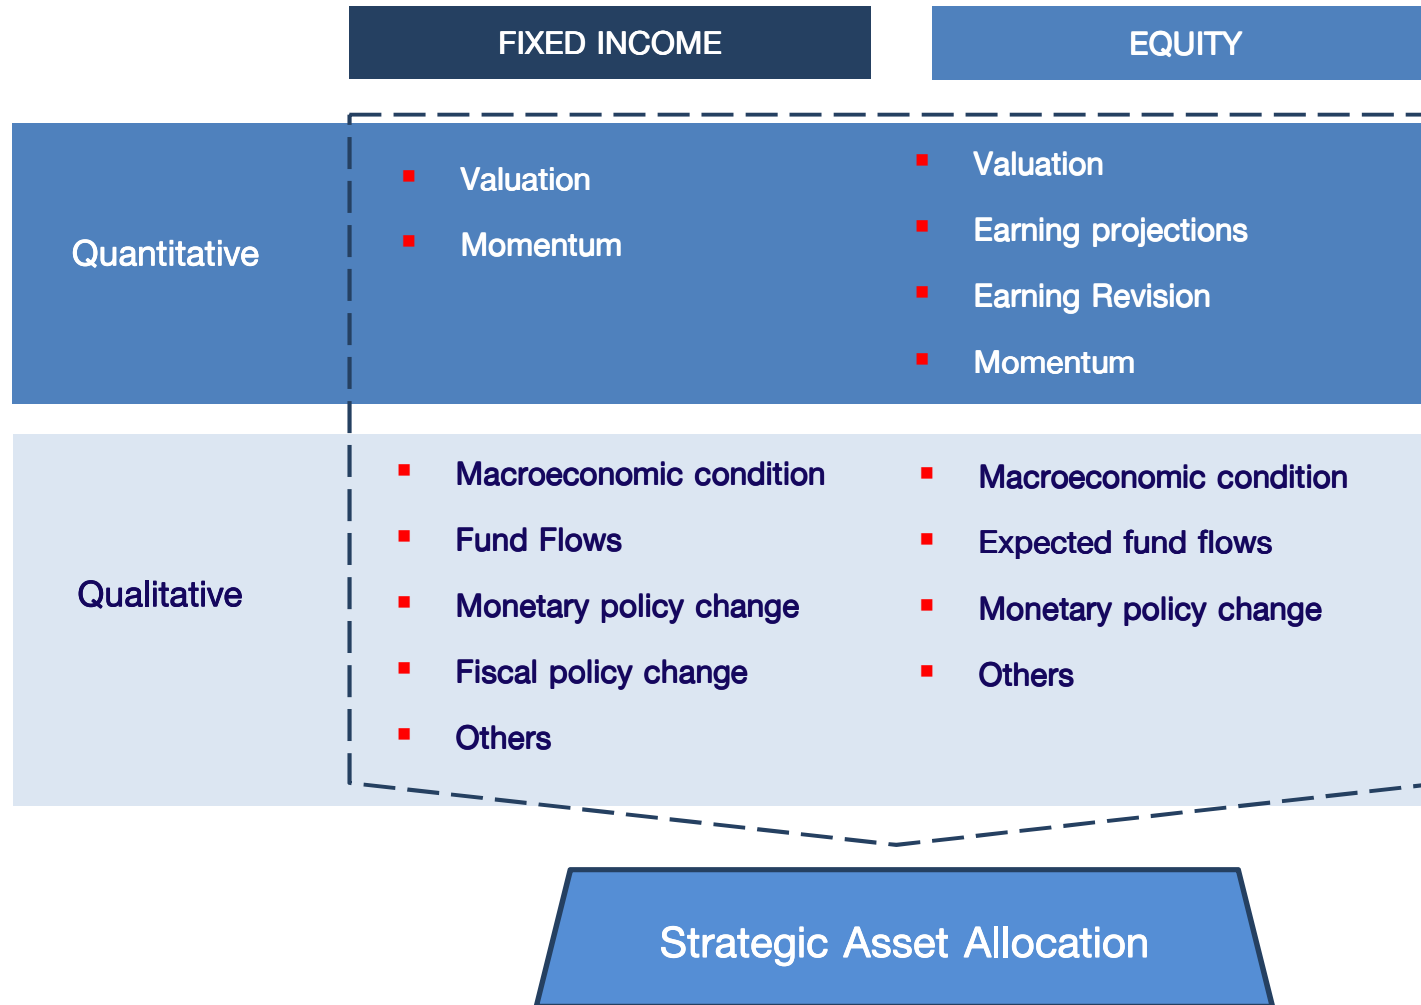 FIXED INCOME
EQUITY
Quantitative
Valuation
Momentum
Valuation
Earning projections
Earning Revision
Momentum
Qualitative
Macroeconomic condition
Fund Flows
Monetary policy change
Fiscal policy change
Others
Macroeconomic condition
Expected fund flows
Monetary policy change
Others
Strategic Asset Allocation